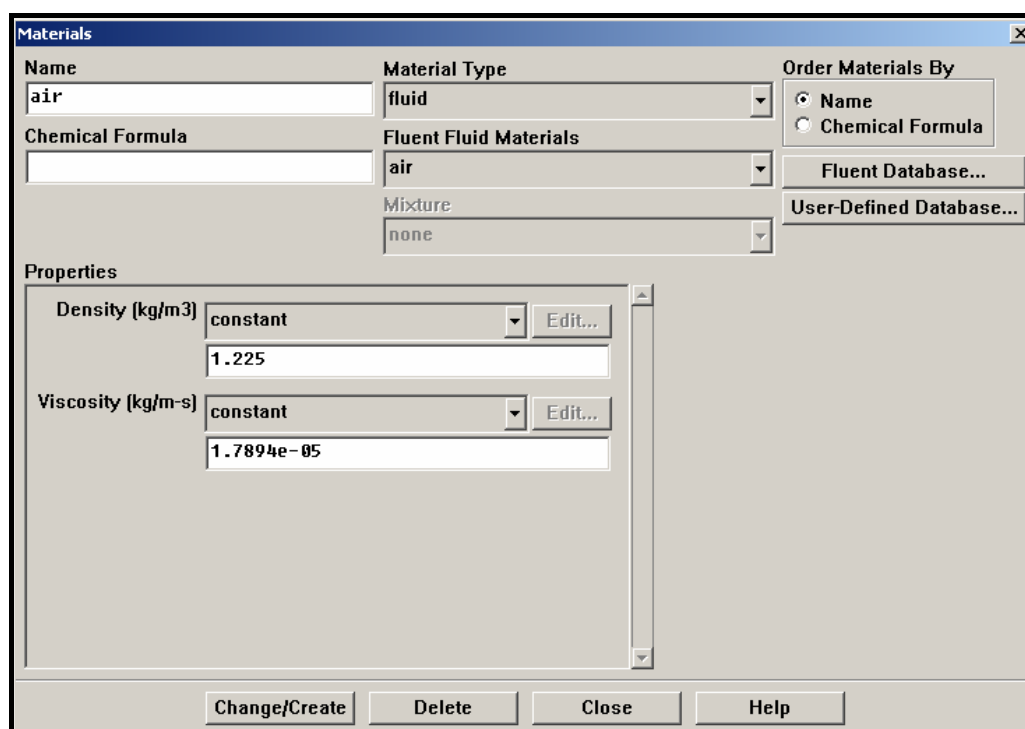 Materials
Name
air
Chemical Formula
Material Type
fluid
Fluent Fluid Materials
air
Mixture
none
Order Materials By
Name
Chemical Formula
Fluent Database...
User-Defined Database...
Properties
Density (kg/m3)
constant
Edit...
1.225
Viscosity (kg/m-s)
constant
Edit...
1.7894e-05
Change/Create
Delete
Close
Help